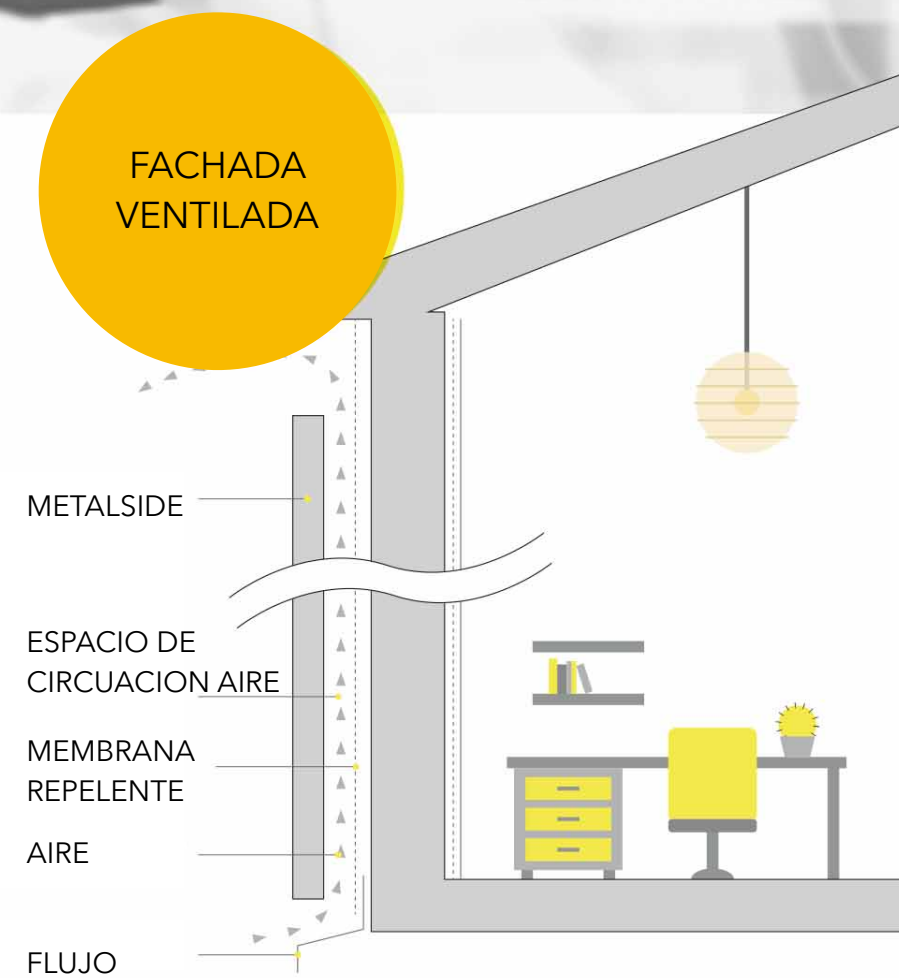 FACHADA
VENTILADA
METALSIDE
ESPACIO DE
CIRCUACION AIRE
MEMBRANA
REPELENTE
AIRE
FLUJO